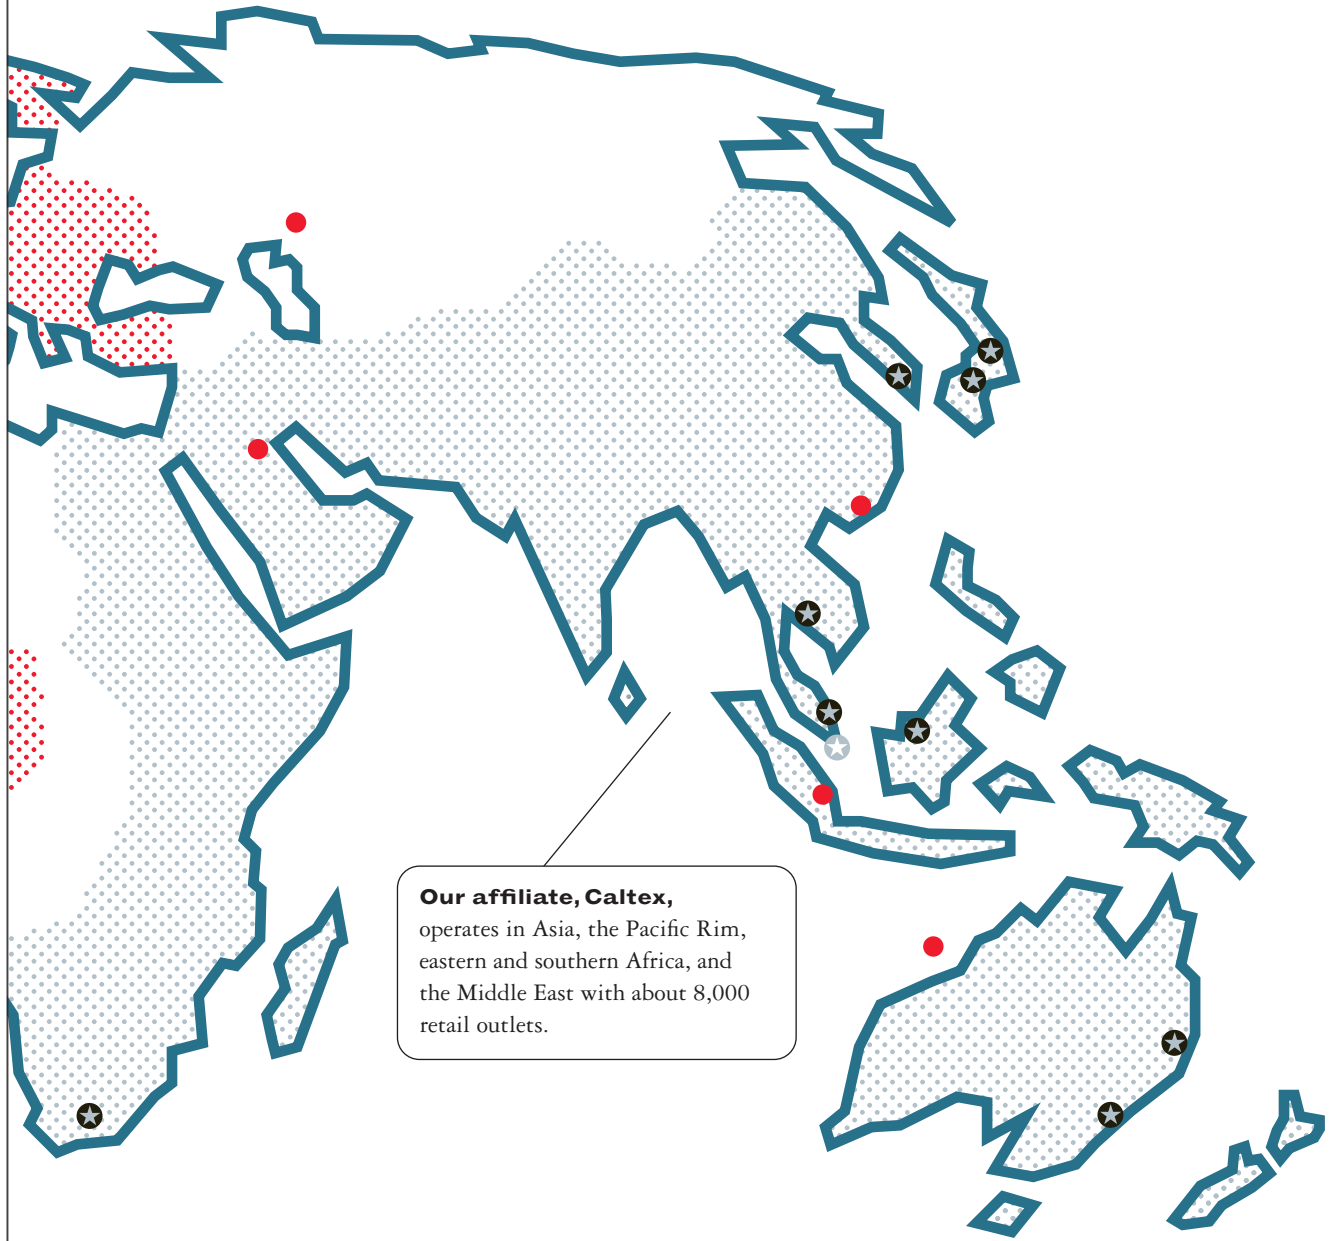 Our affiliate, Caltex,
operates in Asia, the Pacific Rim,
eastern and southern Africa, and
the Middle East with about 8,000
retail outlets.